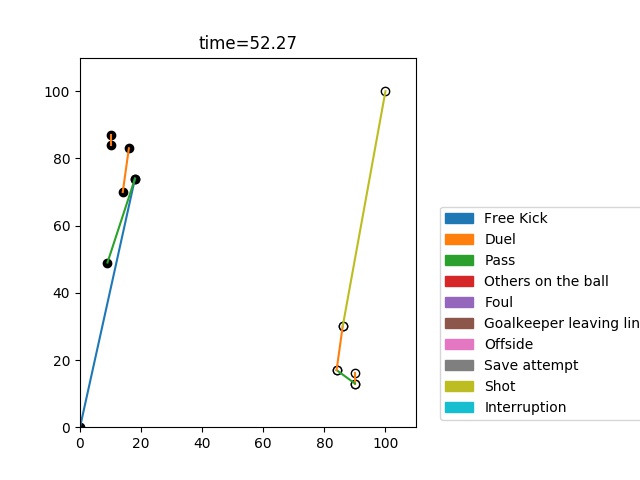 time=52.27
100
80
60
40
20
0
0 20 40 60 80 100
Free Kick
Duel
Pass
Others on the ball
Foul
Goalkeeper leaving lin
Offside
Save attempt
Shot
Interruption